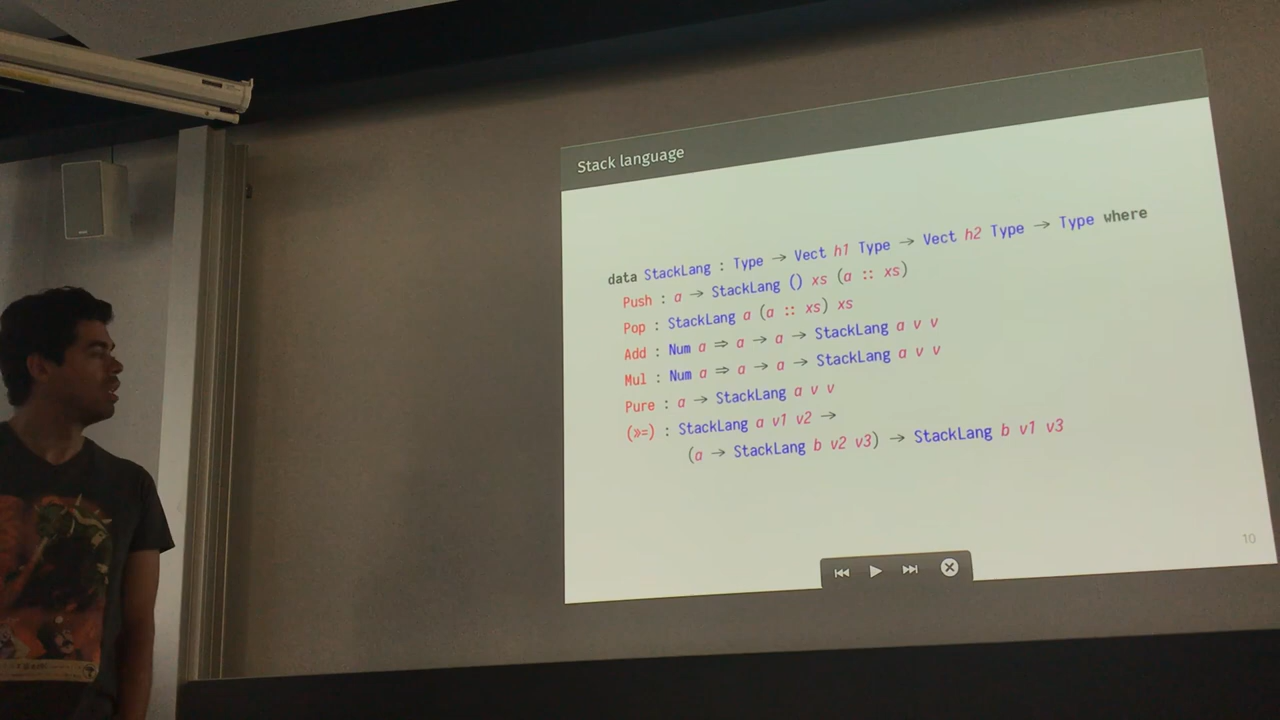 Stack language
data StackLang : Type → Vect h1 Type → Vect h2 Type → Type where
Push : a → StackLang () xs (a :: xs)
Pop : StackLang a (a :: xs) xs
Add : Num a ⇒ a → a → StackLang a v v
Mul : Num a ⇒ a → a → StackLang a v v
Pure : a → StackLang a v v
(>>=) : StackLang a v1 v2 →
(a → StackLang b v2 v3) → StackLang b v1 v3
10